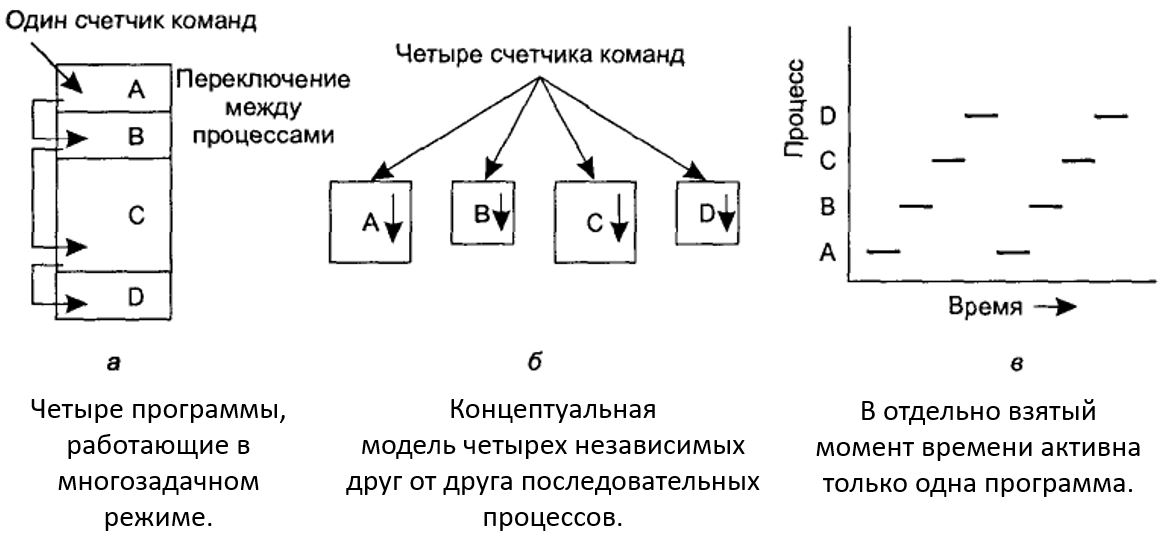 Один счетчик команд
A
B
C
D
Переключение
между
процессами
а
Четыре программы,
работающие в
многозадачном
режиме.
Четыре счетчика команд
A
B
C
D
б
Концептуальная
модель четырех независимых
друг от друга последовательных
процессов.
Процесс
D
C
B
A
Время
в
В отдельно взятый
момент времени активна
только одна программа.